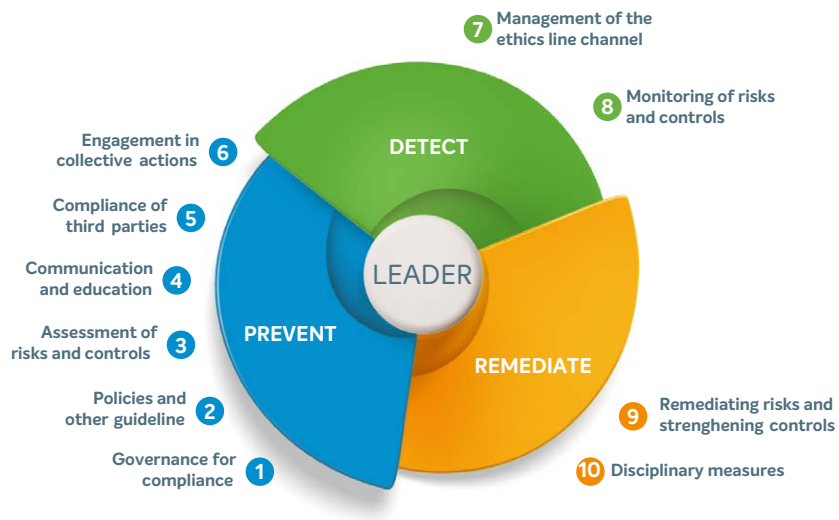 7 Management of the
ethics line channel
8 Monitoring of risks
and controls
DETECT
Engagement in
collective actions 6
Compliance of
third parties 5
Communication
and education 4
LEADER
Assessment of
risks and controls 3
PREVENT
REMEDIATE
Policies and
other guideline 2
9 Remediating risks and
strenghening controls
Governance for
compliance 1
10 Disciplinary measures